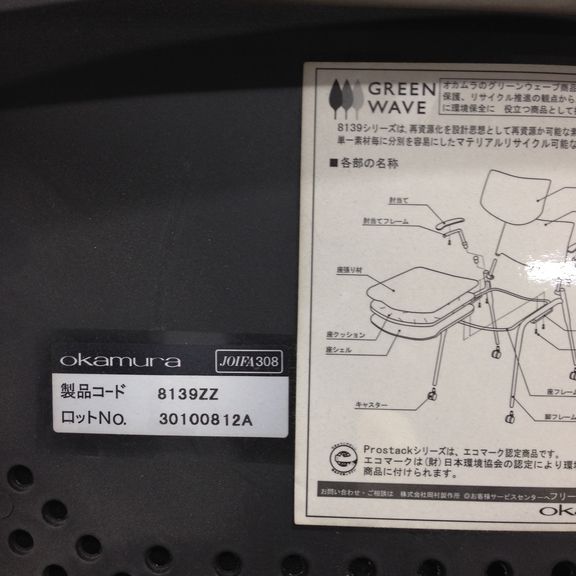 GREEN
WAVE
オカムラのグリーンウェーブ商品
保護、リサイクル推進の観点から
に環境保全に 役立つ商品として
8139シリーズは、再資源化を設計思想として再資源か可能な素
単一素材毎に分別を容易にしたマテリアルリサイクル可能な
■各部の名称
肘当て
肘当てフレーム
座張り材
座クッション
座シェル
キャスター
座フレーム
脚フレーム
okamura JOIFA308
製品コード 8139ZZ
ロットNo. 30100812A
Prostackシリーズは、エコマーク認定商品です。
エコマークは(財)日本環境協会の認定により環境
商品に付けられます。
お問い合わせ・ご相談は 株式会社岡村製作所 お客様サービスセンターへフリー
oka